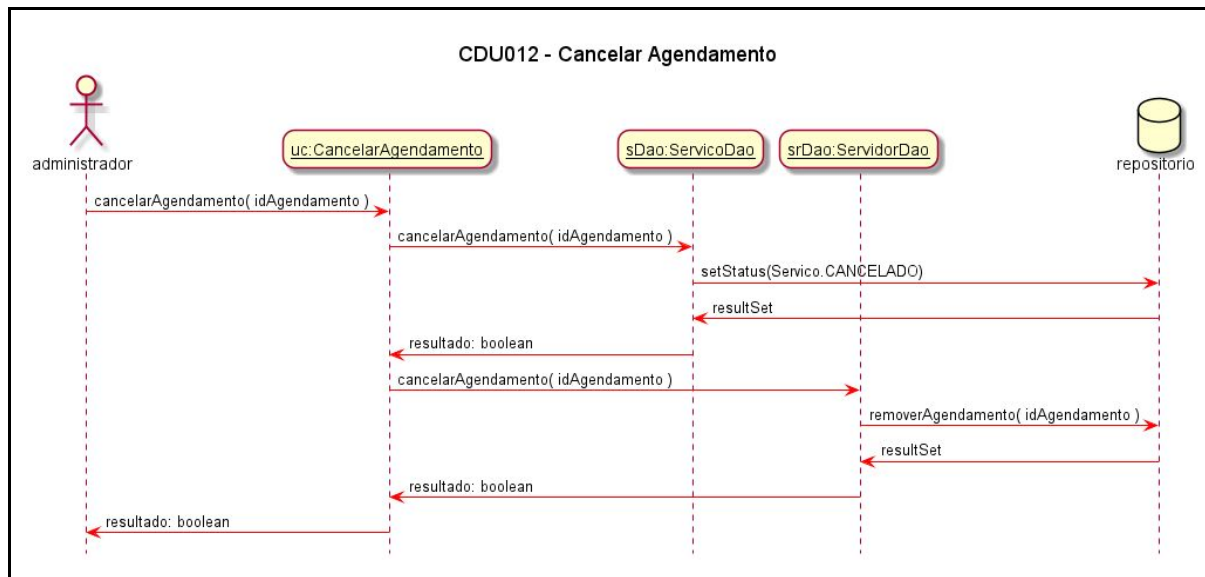 CDU012 - Cancelar Agendamento
administrador
uc:CancelarAgendamento
sDao:ServicoDao
srDao:ServidorDao
repositorio
cancelarAgendamento( idAgendamento )
cancelarAgendamento( idAgendamento )
setStatus(Servico.CANCELADO)
resultSet
resultado: boolean
cancelarAgendamento( idAgendamento )
removerAgendamento( idAgendamento )
resultSet
resultado: boolean
resultado: boolean